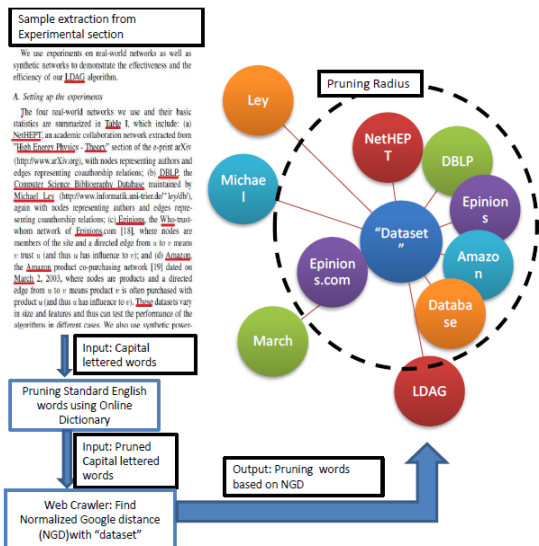 Sample extraction from
Experimental section
We use experiments on real-world networks as well as
synthetic networks to demonstrate the effectiveness and the
efficiency of our LDAG algorithm.
A. Setting up the experiments
The four real-world networks we use and their basic
statistics are summarized in Table I, which include: (a)
NetHEPT, an academic collaboration network extracted from
"High Energy Physics - Theory" section of the e-print arXiv
(http://www.arXiv.org), with nodes representing authors and
edges representing coauthorship relations; (b) DBLP, the
Computer Science Bibliography Database maintained by
Michael Ley (http://www.informatik.uni-trier.de/~ley/db/),
again with nodes representing authors and edges repre-
senting coauthorship relations; (c) Epinions, the Who-trust-
whom network of Epinions.com [18], where nodes are
members of the site and a directed edge from u to v means
v trust u (and thus u has influence to v); and (d) Amazon,
the Amazon product co-purchasing network [19] dated on
March 2, 2003, where nodes are products and a directed
edge from u to v means product v is often purchased with
product u (and thus u has influence to v). These datasets vary
in size and features and thus can test the performance of the
algorithms in different cases. We also use synthetic power-
Input: Capital
lettered words
Pruning Standard English
words using Online
Dictionary
Input: Pruned
Capital lettered
words
Web Crawler: Find
Normalized Google distance
(NGD)with "dataset"
Output: Pruning words
based on NGD
Pruning Radius
Ley
NetHEP
T
DBLP
Michae
l
Epinion
s
"Dataset
"
Amazo
n
Epinion
s.com
Databa
se
March
LDAG